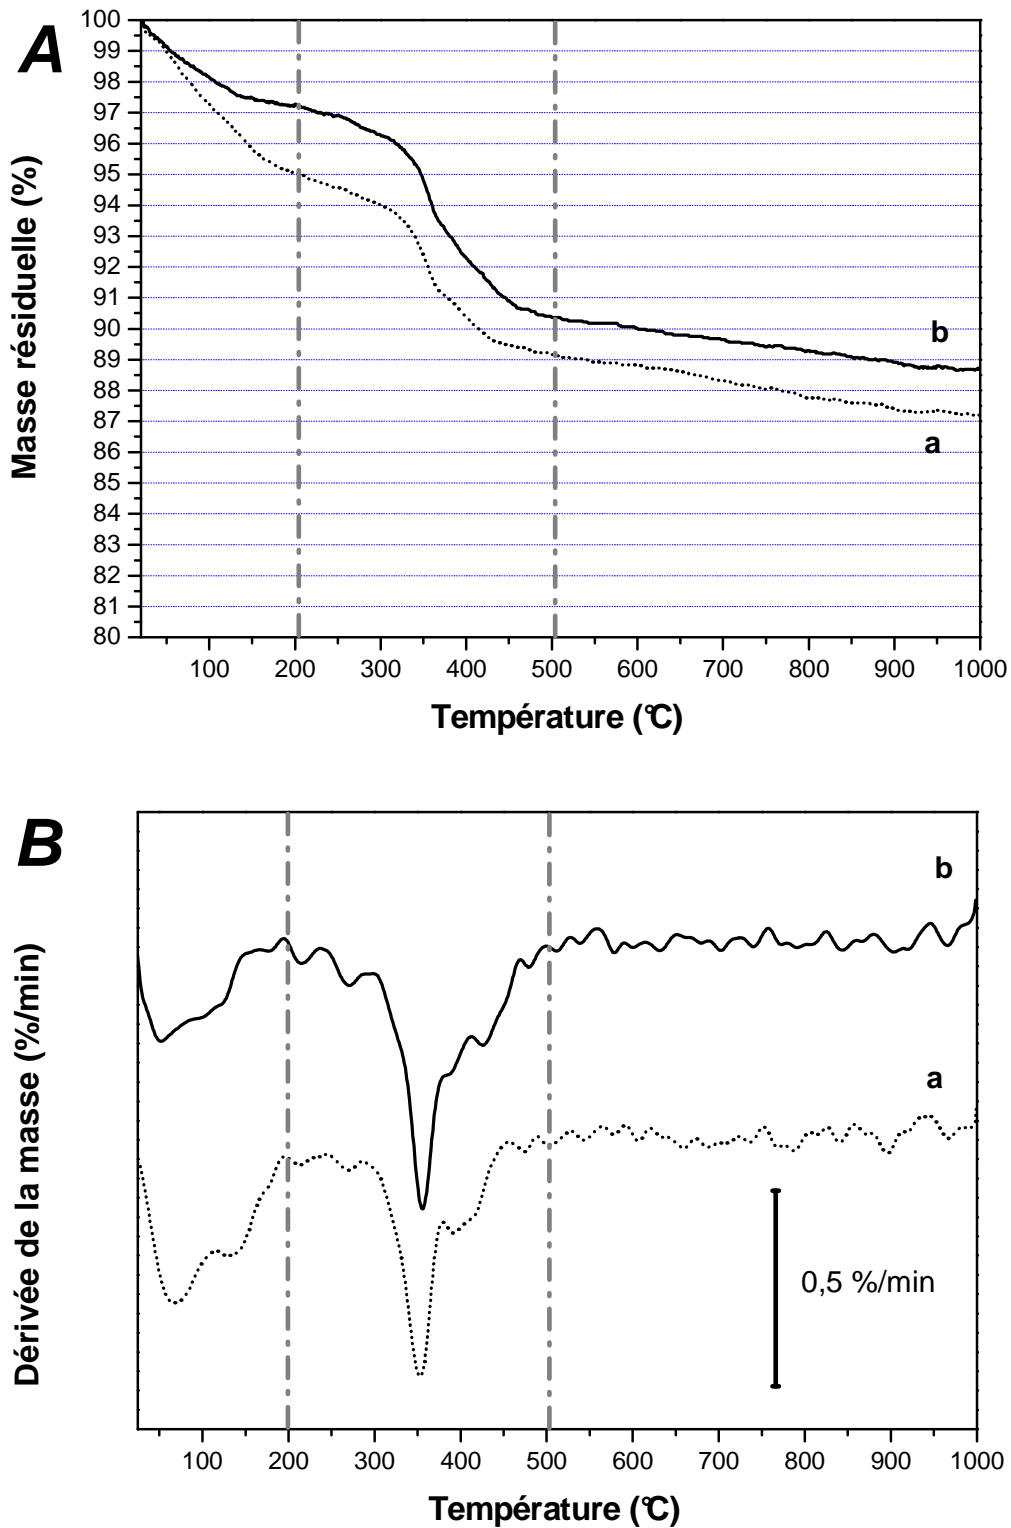 A
100
99
98
97
96
95
94
93
92
91
90
89
88
87
86
85
84
83
82
81
80
Masse résiduelle (%)
b
a
100 200 300 400 500 600 700 800 900 1000
Température (°C)
B
Dérivée de la masse (%/min)
b
a
0,5 %/min
100 200 300 400 500 600 700 800 900 1000
Température (°C)